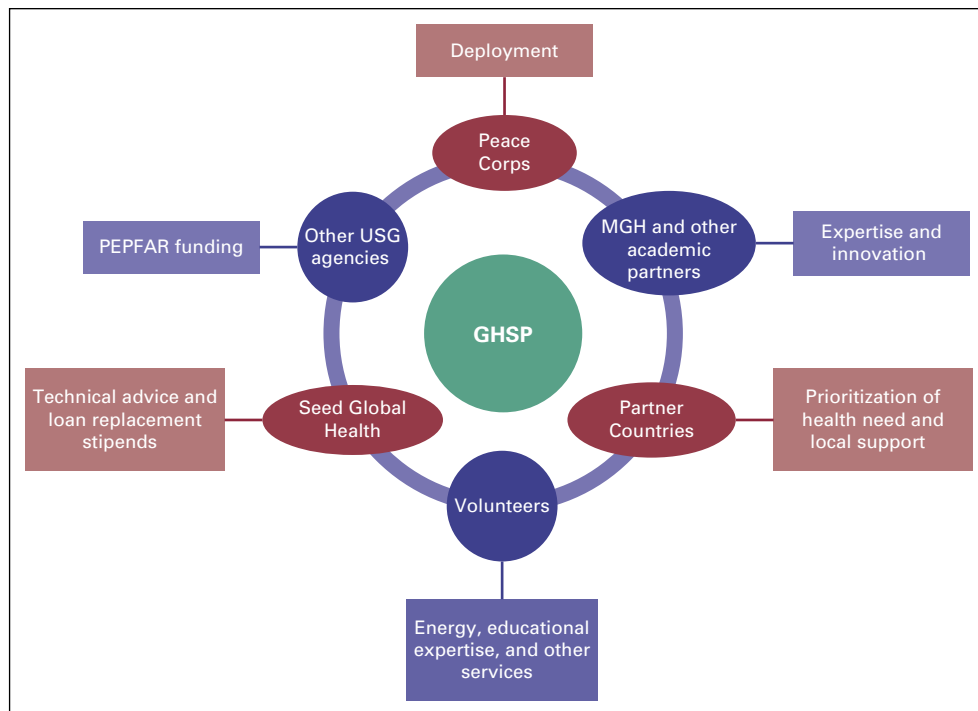 Deployment
Peace
Corps
Other USG
agencies
PEPFAR funding
MGH and other
academic
partners
Expertise and
innovation
GHSP
Technical advice and
loan replacement
stipends
Seed Global
Health
Partner
Countries
Prioritization of
health need and
local support
Volunteers
Energy, educational
expertise, and other
services